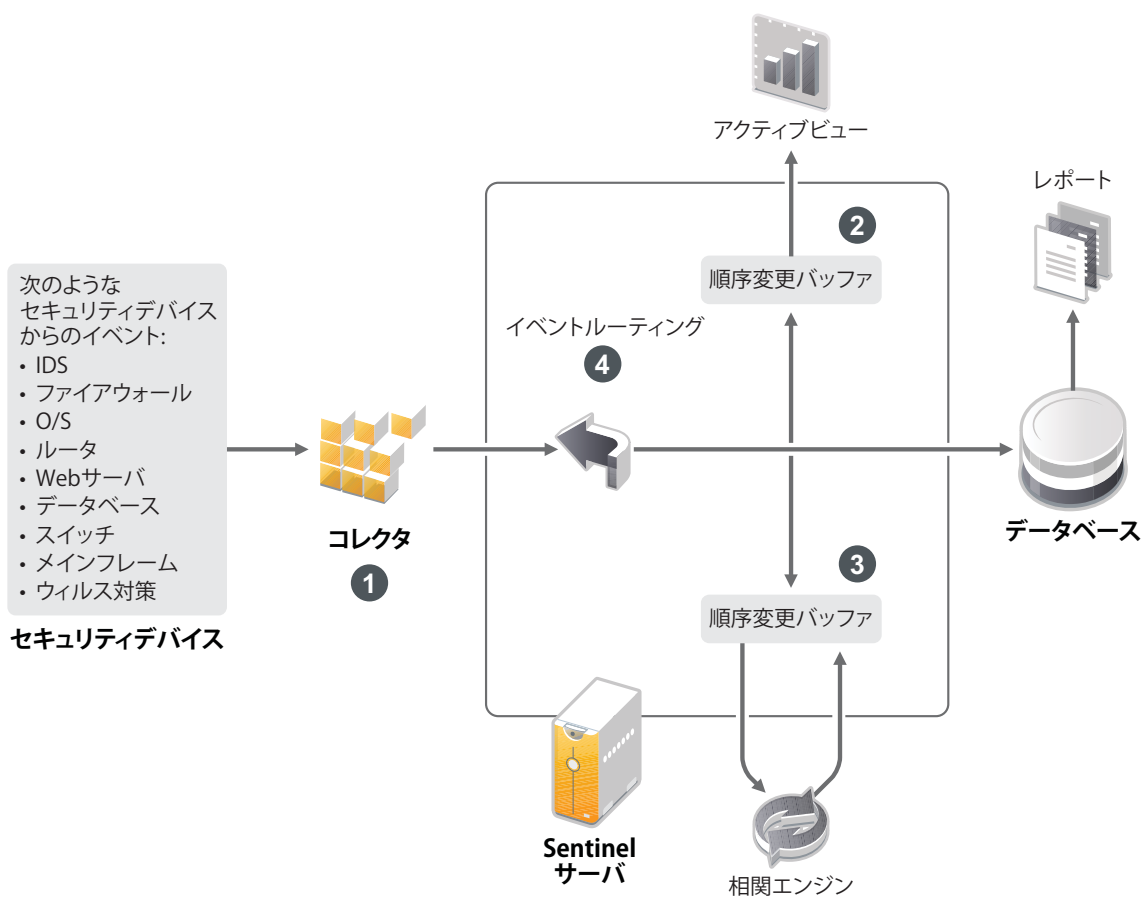 アクティブビュー
レポート
2
順序変更バッファ
次のような
セキュリティデバイス
からのイベント:
• IDS
• ファイアウォール
• O/S
• ルータ
• Webサーバ
• データベース
• スイッチ
• メインフレーム
• ウィルス対策
セキュリティデバイス
イベントルーティング
4
コレクタ
1
データベース
3
順序変更バッファ
Sentinel
サーバ
相関エンジン